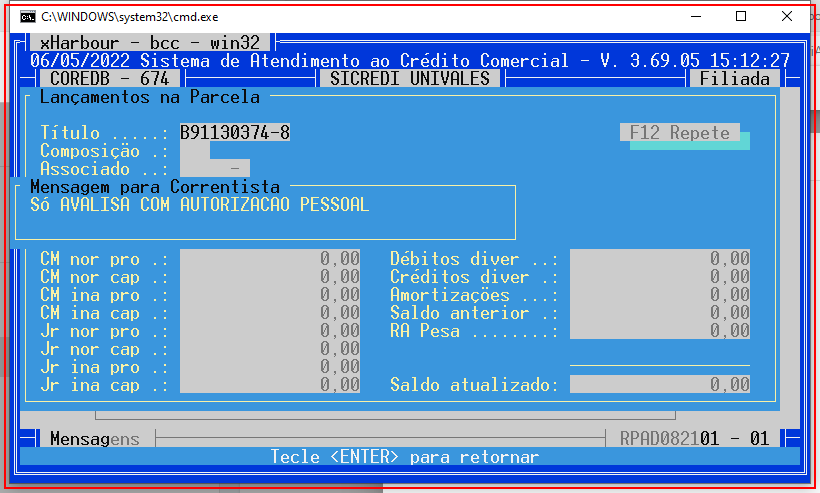 C:\WINDOWS\system32\cmd.exe
xHarbour - bcc - win32
06/05/2022 Sistema de Atendimento ao Crédito Comercial - V. 3.69.05 15:12:27
COREDB - 674 SICREDI UNIVALES Filiada
Lançamentos na Parcela
Título .....: B91130374-8 F12 Repete
Composição .:
Associado ..: -
Mensagem para Correntista
Só AVALISA COM AUTORIZACAO PESSOAL
CM nor pro .: 0,00 Débitos diver ..: 0,00
CM nor cap .: 0,00 Créditos diver .: 0,00
CM ina pro .: 0,00 Amortizações ...: 0,00
CM ina cap .: 0,00 Saldo anterior .: 0,00
Jr nor pro .: 0,00 RA Pesa ........: 0,00
Jr nor cap .: 0,00
Jr ina pro .: 0,00
Jr ina cap .: 0,00 Saldo atualizado: 0,00
Mensagens RPAD082101 - 01
Tecle <ENTER> para retornar